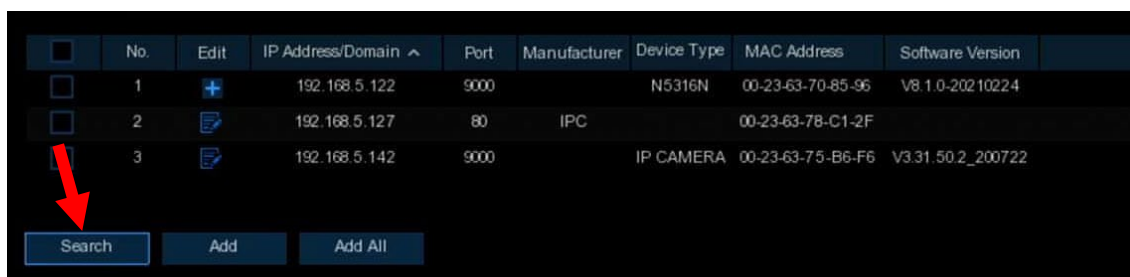 No. Edit IP Address/Domain Port Manufacturer Device Type MAC Address Software Version
1 192.168.5.122 9000 N5316N 00-23-63-70-85-96 V8.1.0-20210224
2 192.168.5.127 80 IPC 00-23-63-78-C1-2F
3 192.168.5.142 9000 IP CAMERA 00-23-63-75-B6-F6 V3.31.50.2_200722
Search Add Add All